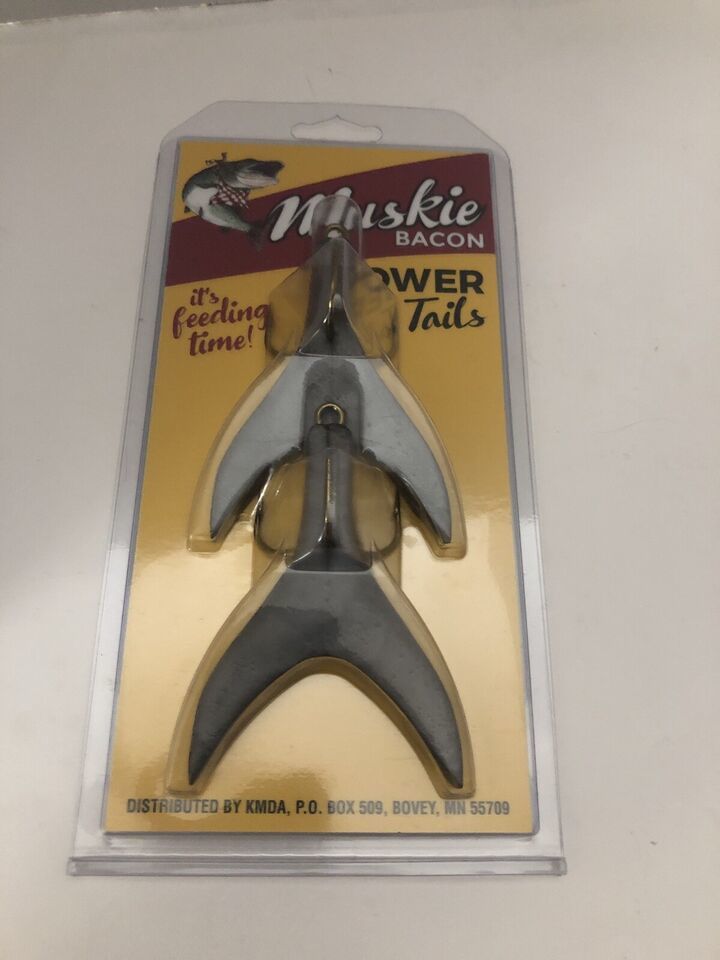 Muskie
BACON
it's
feeding
time!
OWER
Tails
DISTRIBUTED BY KMDA, P.O. BOX 509, BOVEY, MN 55709